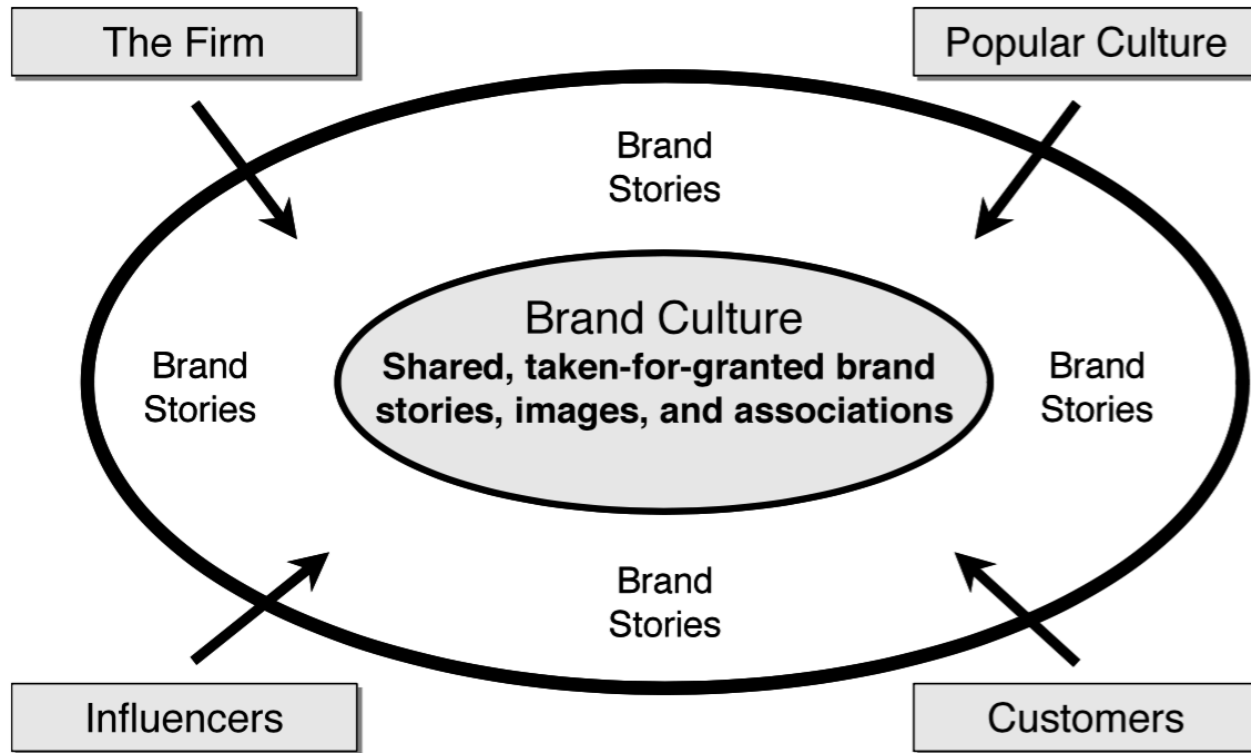 The Firm
Popular Culture
Brand
Stories
Brand Culture
Shared, taken-for-granted brand
stories, images, and associations
Brand
Stories
Brand
Stories
Brand
Stories
Influencers
Customers